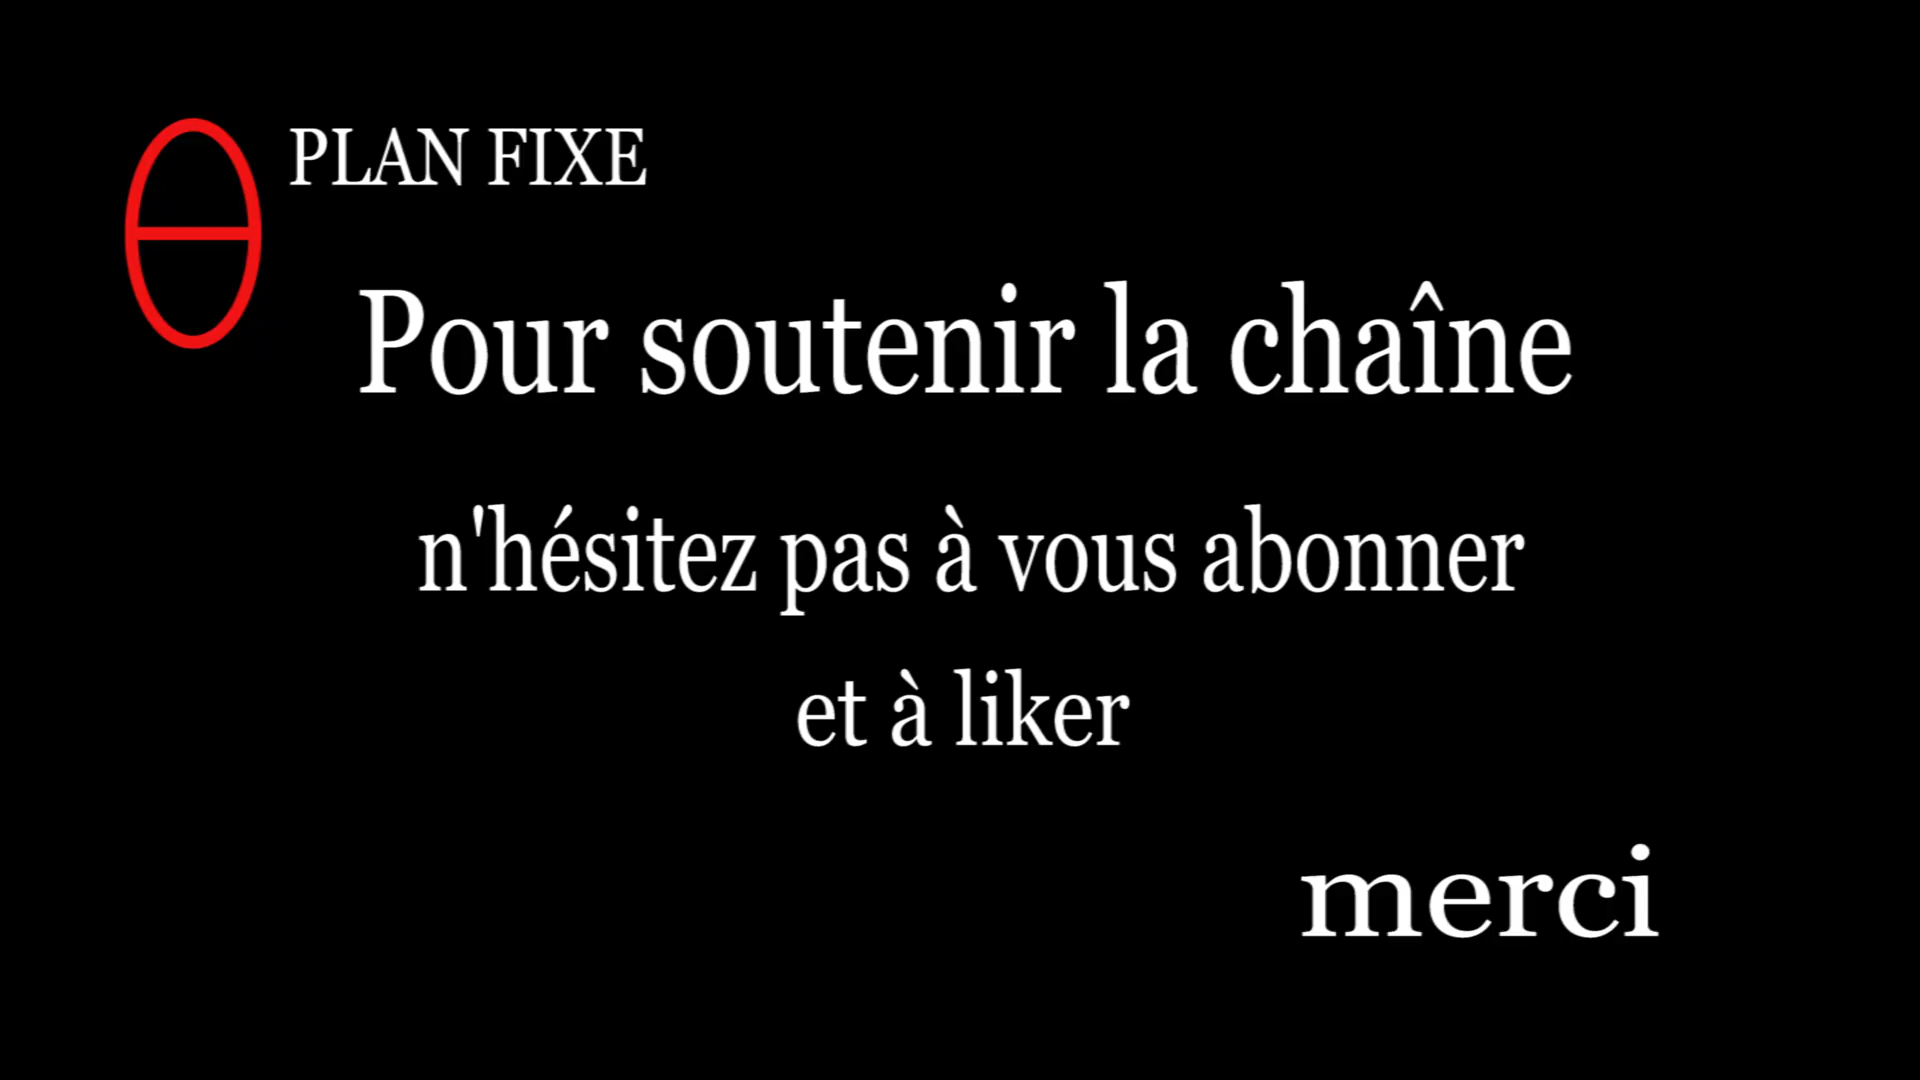 PLAN FIXE
Pour soutenir la chaîne
n'hésitez pas à vous abonner
et à liker
merci